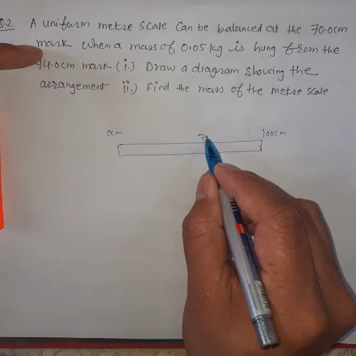 Q2 A uniform metre scale can be balanced at the 70.0cm
mark when a mass of 0.05kg is hung from the
94.0cm mark (i.) Draw a diagram showing the
arrangement (ii.) Find the mass of the metre scale
0cm 100cm